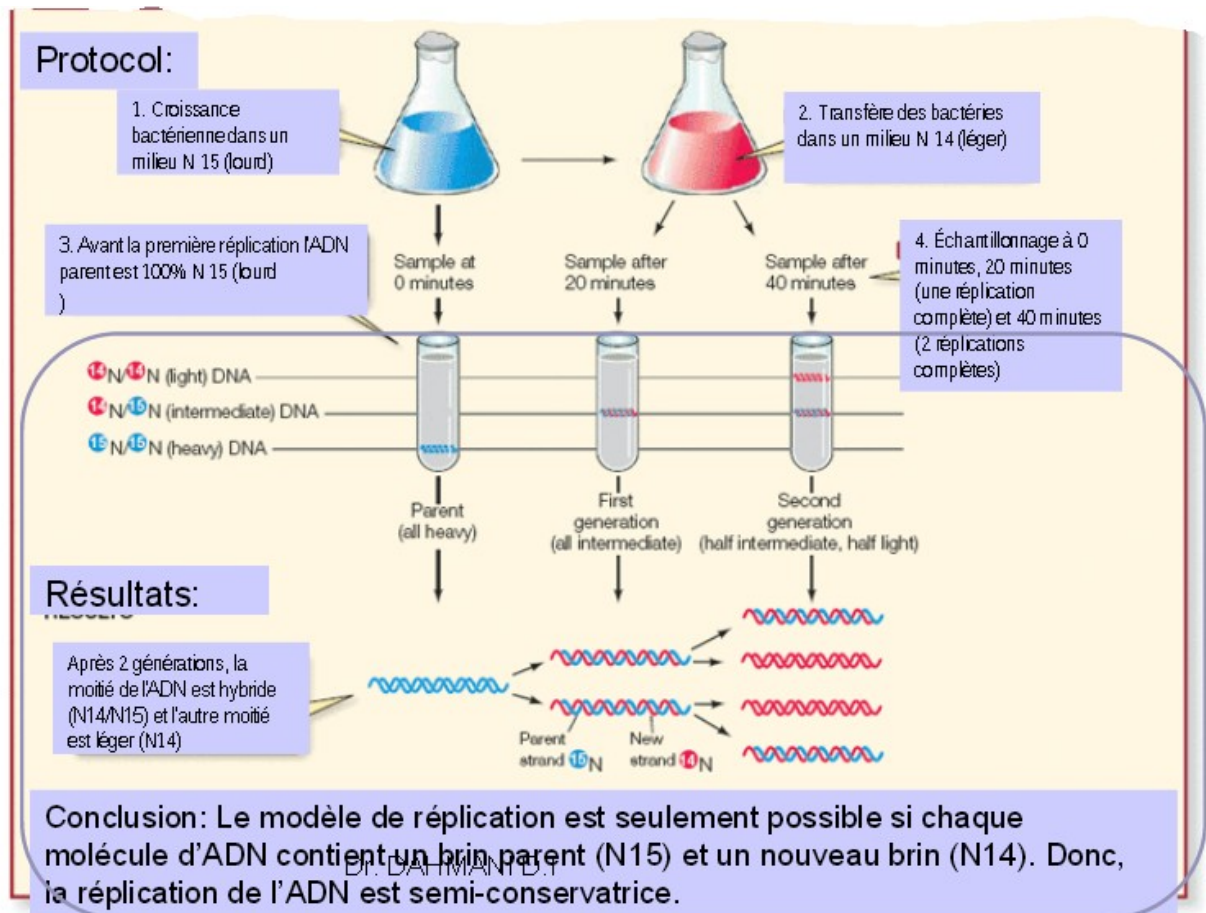 Protocol:
1. Croissance
bactérienne dans un
milieu N 15 (lourd)
2. Transfère des bactéries
dans un milieu N 14 (léger)
3. Avant la première réplication l'ADN
parent est 100% N 15 (lourd
)
Sample at
0 minutes
Sample after
20 minutes
Sample after
40 minutes
4. Échantillonnage à 0
minutes, 20 minutes
(une réplication
complète) et 40 minutes
(2 réplications
complètes)
14N/14N (light) DNA
14N/15N (intermediate) DNA
15N/15N (heavy) DNA
Parent
(all heavy)
First
generation
(all intermediate)
Second
generation
(half intermediate, half light)
Résultats:
Après 2 générations, la
moitié de l'ADN est hybride
(N14/N15) et l'autre moitié
est léger (N14)
Parent
strand 15N
New
strand 14N
Conclusion: Le modèle de réplication est seulement possible si chaque
molécule d'ADN contient un brin parent (N15) et un nouveau brin (N14). Donc,
Dr. DAHMANI D.
la réplication de l'ADN est semi-conservatrice.